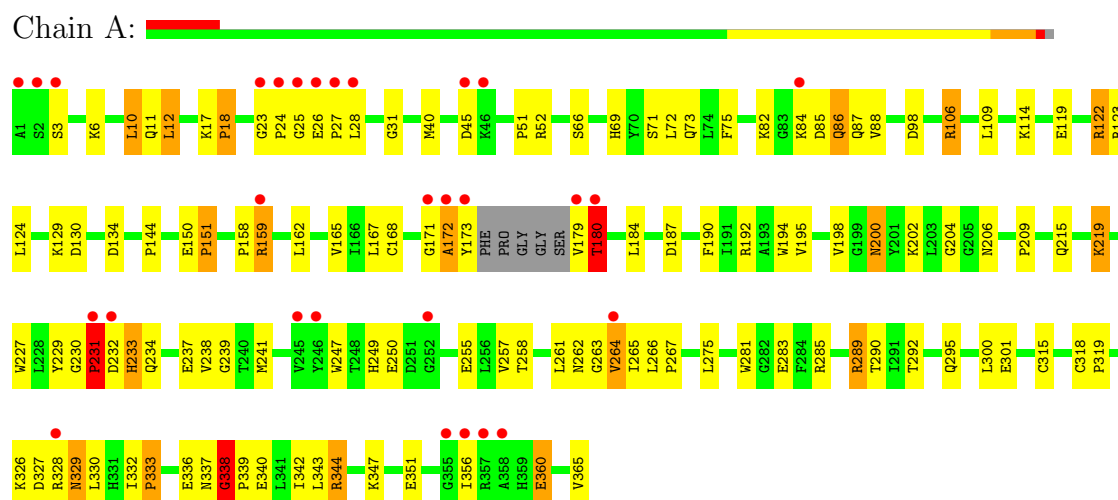 Chain A:
A1 S2 S3 K6 L10 Q11 L12 K17 P18 G23 P24 G25 E26 P27 L28 G31 M40 D45 K46 P51 R52 S66 H69 Y70 S71 L72 Q73 L74 F75 K82 G83 K84 D85 Q86 Q87 V88 D98 R106 L109 K114 E119 R122
L124 K129 D130 D134 P144 E150 P151 P158 R159 L162 V165 I166 L167 C168 G171 A172 Y173 PHE PRO GLY GLY SER V179 T180 L184 D187 F190 I191 R192 A193 W194 V195 V198 G199 N200 Y201 K202 L203 G204 G205 N206 P209 Q215 K219
W227 L228 Y229 G230 P231 D232 H233 Q234 E237 V238 G239 T240 M241 V245 Y246 W247 T248 H249 E250 D251 G252 E255 L256 V257 T258 L261 N262 G263 V264 I265 L266 P267 L275 W281 G282 E283 F284 R285 R289 T290 I291 T292 Q295 L300 E301 C315 C318 P319
K326 D327 R328 N329 L330 H331 I332 P333 E336 N337 G338 P339 E340 L341 I342 L343 R344 K347 E351 G355 I356 R357 A358 H359 E360 V365